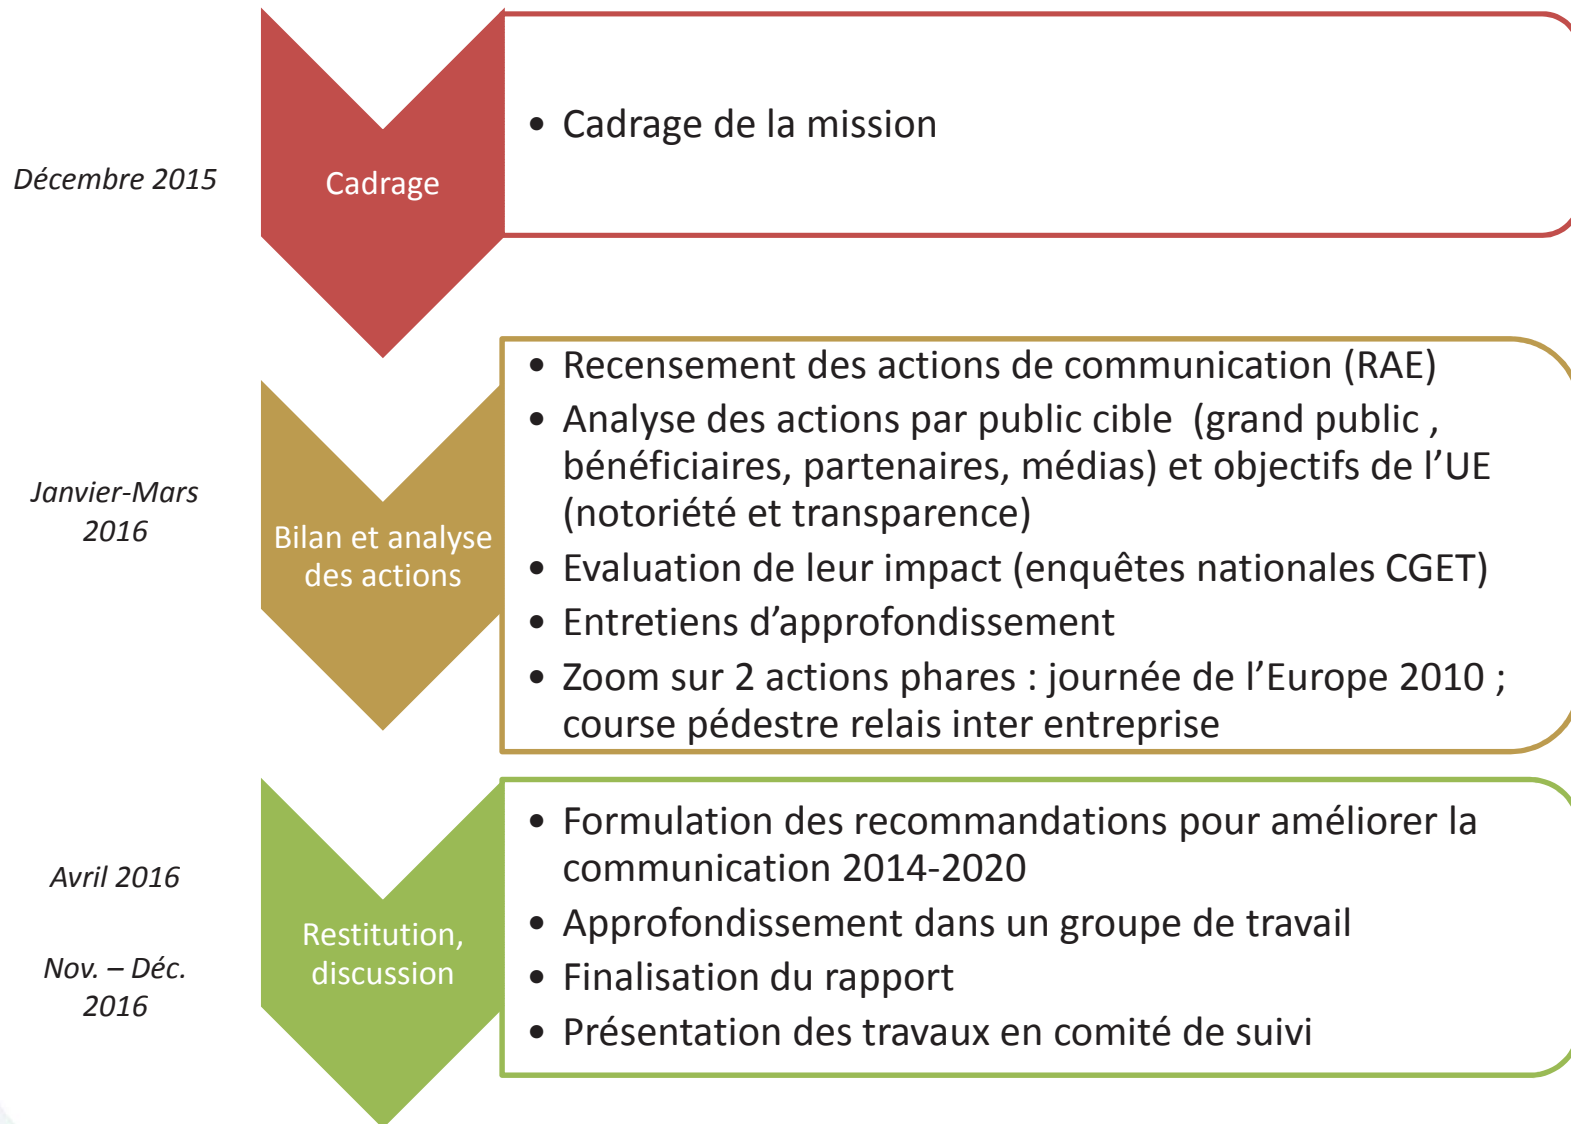 Décembre 2015
Cadrage
• Cadrage de la mission
Janvier-Mars
2016
Bilan et analyse
des actions
• Recensement des actions de communication (RAE)
• Analyse des actions par public cible  (grand public ,
bénéficiaires, partenaires, médias) et objectifs de l’UE
(notoriété et transparence)
• Evaluation de leur impact (enquêtes nationales CGET)
• Entretiens d’approfondissement
• Zoom sur 2 actions phares : journée de l’Europe 2010 ;
course pédestre relais inter entreprise
Avril 2016
Nov. – Déc.
2016
Restitution,
discussion
• Formulation des recommandations pour améliorer la
communication 2014-2020
• Approfondissement dans un groupe de travail
• Finalisation du rapport
• Présentation des travaux en comité de suivi